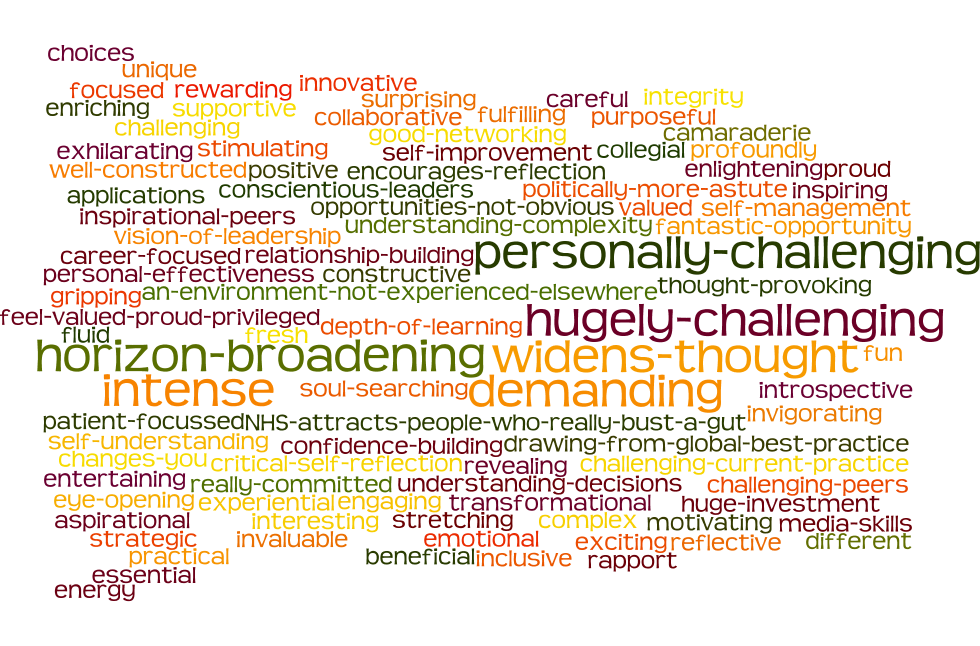 choices
unique
focused rewarding innovative
enriching supportive surprising careful integrity
challenging collaborative fulfilling purposeful
good-networking camaraderie
exhilarating stimulating self-improvement collegial profoundly
well-constructed positive encourages-reflection enlightening proud
applications conscientious-leaders politically-more-astute inspiring
inspirational-peers opportunities-not-obvious valued self-management
vision-of-leadership understanding-complexity fantastic-opportunity
career-focused relationship-building personally-challenging
personal-effectiveness constructive thought-provoking
gripping an-environment-not-experienced-elsewhere
feel-valued-proud-privileged depth-of-learning hugely-challenging
fluid fresh
horizon-broadening widens-thought fun
intense soul-searching demanding introspective
patient-focussed NHS-attracts-people-who-really-bust-a-gut invigorating
self-understanding confidence-building drawing-from-global-best-practice
changes-you critical-self-reflection revealing challenging-current-practice
entertaining really-committed understanding-decisions challenging-peers
eye-opening experiential engaging transformational huge-investment
aspirational interesting stretching complex motivating media-skills
strategic invaluable emotional exciting reflective different
practical beneficial inclusive rapport
essential
energy